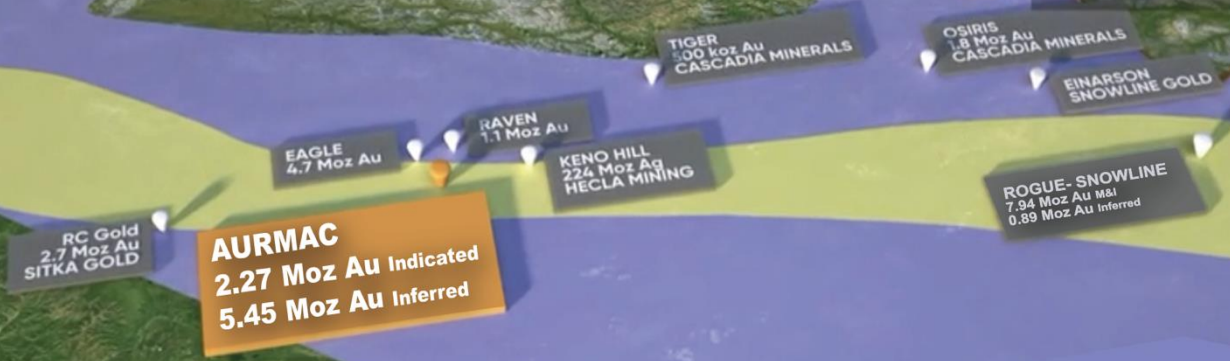 TIGER
500 koz Au
CASCADIA MINERALS
OSIRIS
1.8 Moz Au
CASCADIA MINERALS
EINARSON
SNOWLINE GOLD
RAVEN
1.1 Moz Au
EAGLE
4.7 Moz Au
KENO HILL
224 Moz Ag
HECLA MINING
ROGUE- SNOWLINE
7.94 Moz Au M&I
0.89 Moz Au Inferred
RC Gold
2.7 Moz Au
SITKA GOLD
AURMAC
2.27 Moz Au Indicated
5.45 Moz Au Inferred